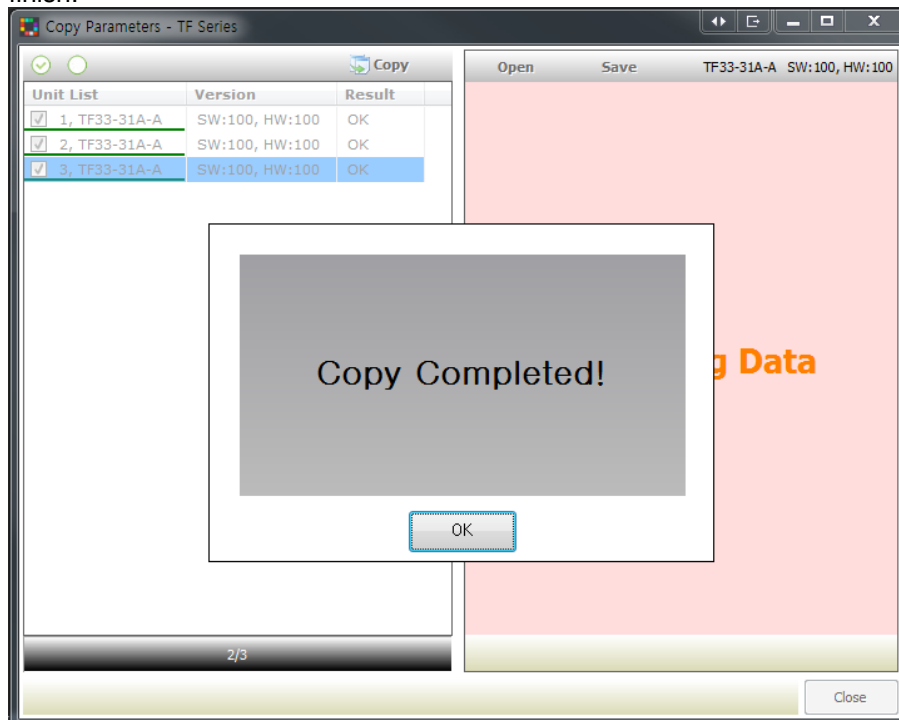 Copy Parameters - TF Series
Copy
Open Save TF33-31A-A SW:100, HW:100
Unit List Version Result
1, TF33-31A-A SW:100, HW:100 OK
2, TF33-31A-A SW:100, HW:100 OK
3, TF33-31A-A SW:100, HW:100 OK
Copy Completed!
g Data
OK
2/3
Close